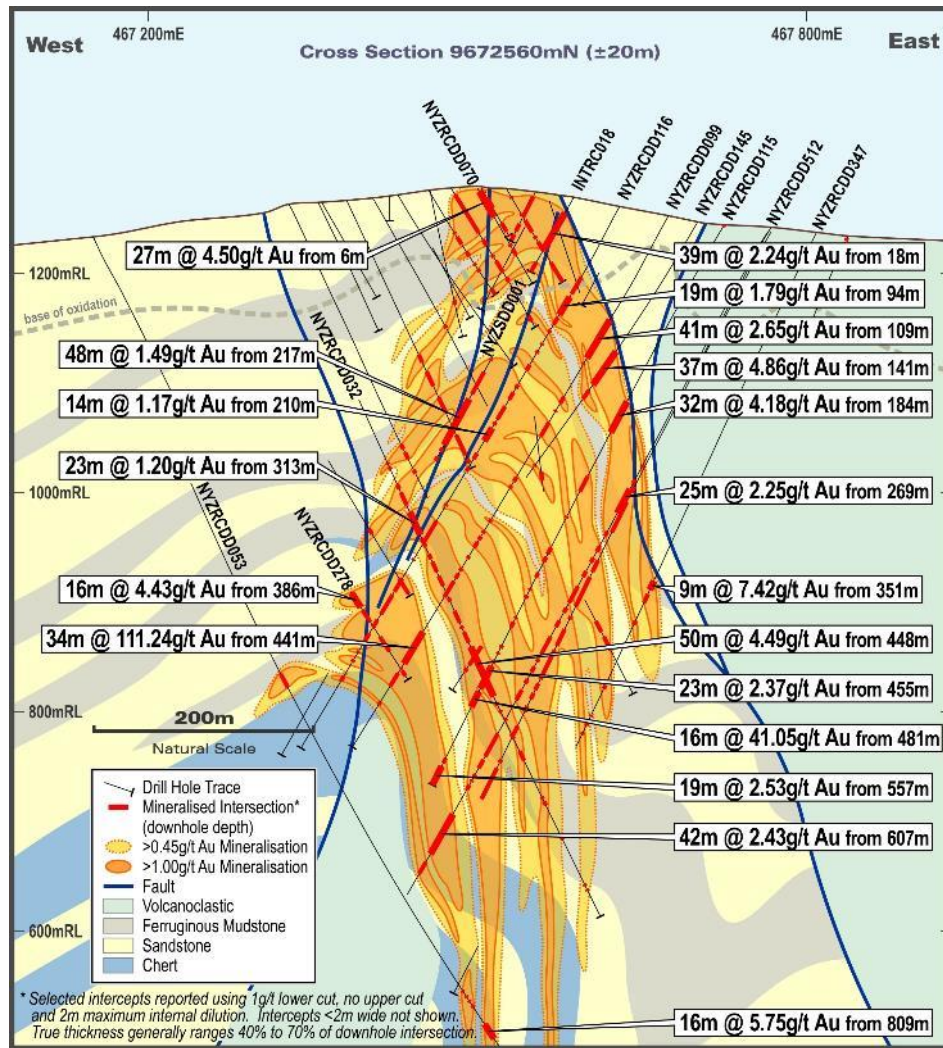 467 200mE
467 800mE
West
Cross Section 9672560mN (±20m)
East
NYZRCDD070
INTRC018
NYZRCDD116
NYZRCDD099
NYZRCDD145
NYZRCDD115
NYZRCDD512
NYZRCDD347
27m @ 4.50g/t Au from 6m
39m @ 2.24g/t Au from 18m
1200mRL
19m @ 1.79g/t Au from 94m
base of oxidation
NYZSDD001
41m @ 2.65g/t Au from 109m
NYZRCDD032
48m @ 1.49g/t Au from 217m
37m @ 4.86g/t Au from 141m
14m @ 1.17g/t Au from 210m
32m @ 4.18g/t Au from 184m
23m @ 1.20g/t Au from 313m
1000mRL
25m @ 2.25g/t Au from 269m
NYZRCDD053
NYZRCDD278
16m @ 4.43g/t Au from 386m
9m @ 7.42g/t Au from 351m
34m @ 111.24g/t Au from 441m
50m @ 4.49g/t Au from 448m
23m @ 2.37g/t Au from 455m
800mRL
200m
Natural Scale
16m @ 41.05g/t Au from 481m
19m @ 2.53g/t Au from 557m
42m @ 2.43g/t Au from 607m
Drill Hole Trace
Mineralised Intersection*
(downhole depth)
>0.45g/t Au Mineralisation
>1.00g/t Au Mineralisation
Fault
Volcanoclastic
Ferruginous Mudstone
Sandstone
Chert
600mRL
* Selected intercepts reported using 1g/t lower cut, no upper cut
and 2m maximum internal dilution. Intercepts <2m wide not shown.
True thickness generally ranges 40% to 70% of downhole intersection.
16m @ 5.75g/t Au from 809m